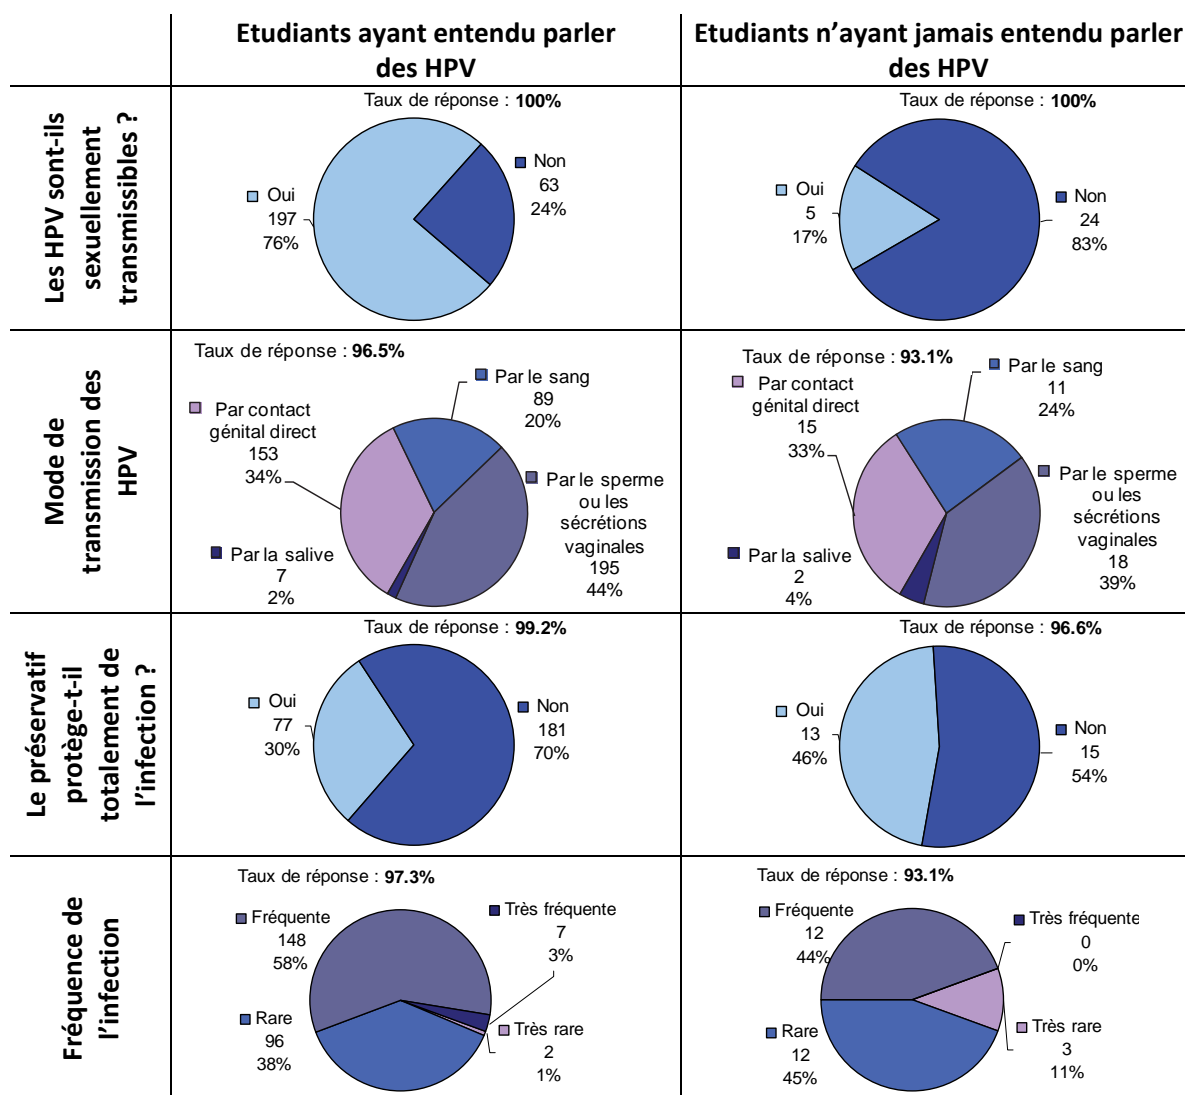 Etudiants ayant entendu parler
des HPV
Etudiants n’ayant jamais entendu parler
des HPV
Les HPV sont-ils
sexuellement
transmissibles ?
Taux de réponse : 100%
Oui
197
76%
Non
63
24%
Taux de réponse : 100%
Oui
5
17%
Non
24
83%
Mode de
transmission des
HPV
Taux de réponse : 96.5%
Par le sang
89
20%
Par contact
génital direct
153
34%
Par le sperme
ou les
sécrétions
vaginales
195
44%
Par la salive
7
2%
Taux de réponse : 93.1%
Par le sang
11
24%
Par contact
génital direct
15
33%
Par le sperme
ou les
sécrétions
vaginales
18
39%
Par la salive
2
4%
Le préservatif
protège-t-il
totalement de
l’infection ?
Taux de réponse : 99.2%
Oui
77
30%
Non
181
70%
Taux de réponse : 96.6%
Oui
13
46%
Non
15
54%
Fréquence de
l’infection
Taux de réponse : 97.3%
Fréquente
148
58%
Très fréquente
7
3%
Rare
96
38%
Très rare
2
1%
Taux de réponse : 93.1%
Fréquente
12
44%
Très fréquente
0
0%
Rare
12
45%
Très rare
3
11%